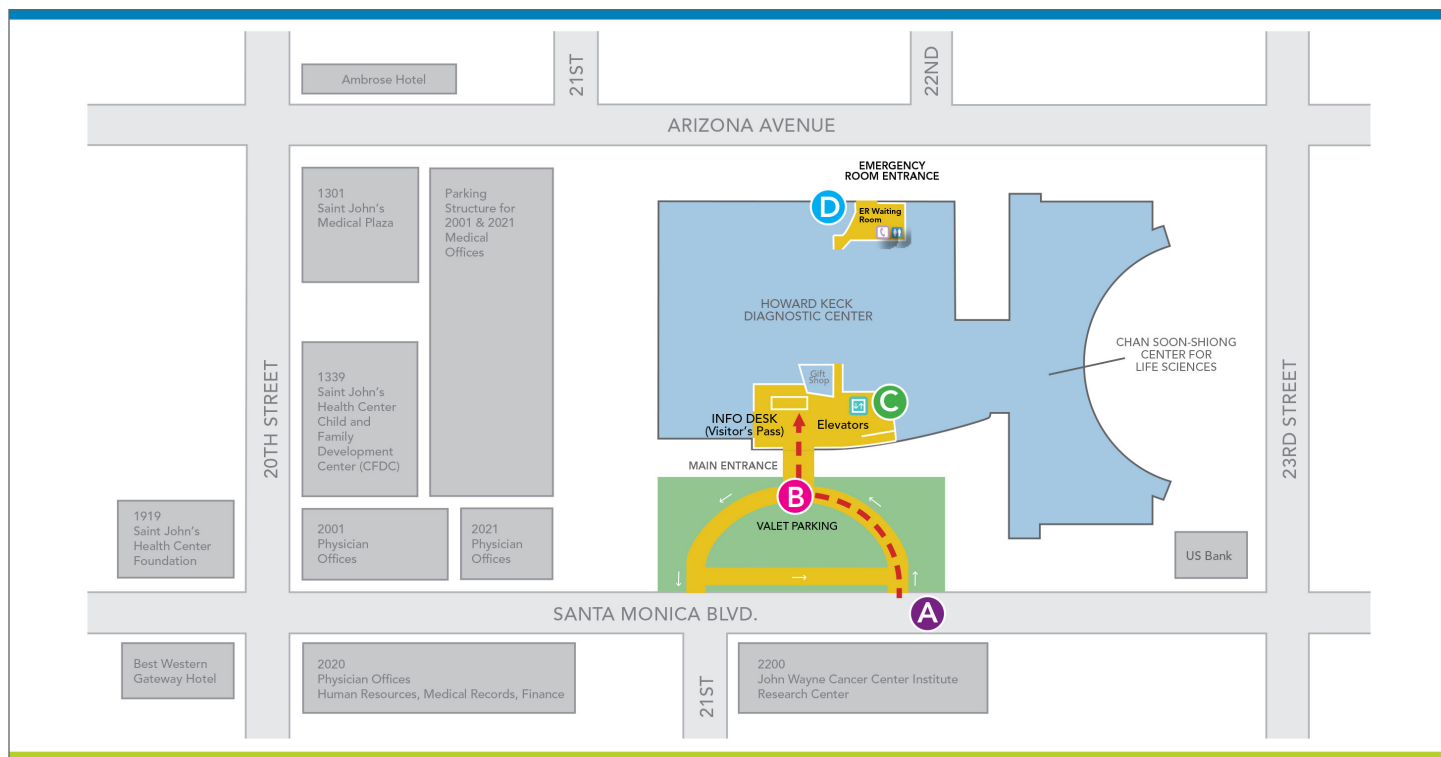 21ST
22ND
Ambrose Hotel
ARIZONA AVENUE
EMERGENCY
ROOM ENTRANCE
1301
Saint John's
Medical Plaza
Parking
Structure for
2001 & 2021
Medical
Offices
D
ER Waiting
Room
HOWARD KECK
DIAGNOSTIC CENTER
CHAN SOON-SHIONG
CENTER FOR
LIFE SCIENCES
20TH STREET
23RD STREET
1339
Saint John's
Health Center
Child and
Family
Development
Center (CFDC)
Gift
Shop
C
INFO DESK
(Visitor's Pass)
Elevators
MAIN ENTRANCE
B
VALET PARKING
1919
Saint John's
Health Center
Foundation
2001
Physician
Offices
2021
Physician
Offices
US Bank
SANTA MONICA BLVD.
A
Best Western
Gateway Hotel
2020
Physician Offices
Human Resources, Medical Records, Finance
21ST
2200
John Wayne Cancer Center Institute
Research Center